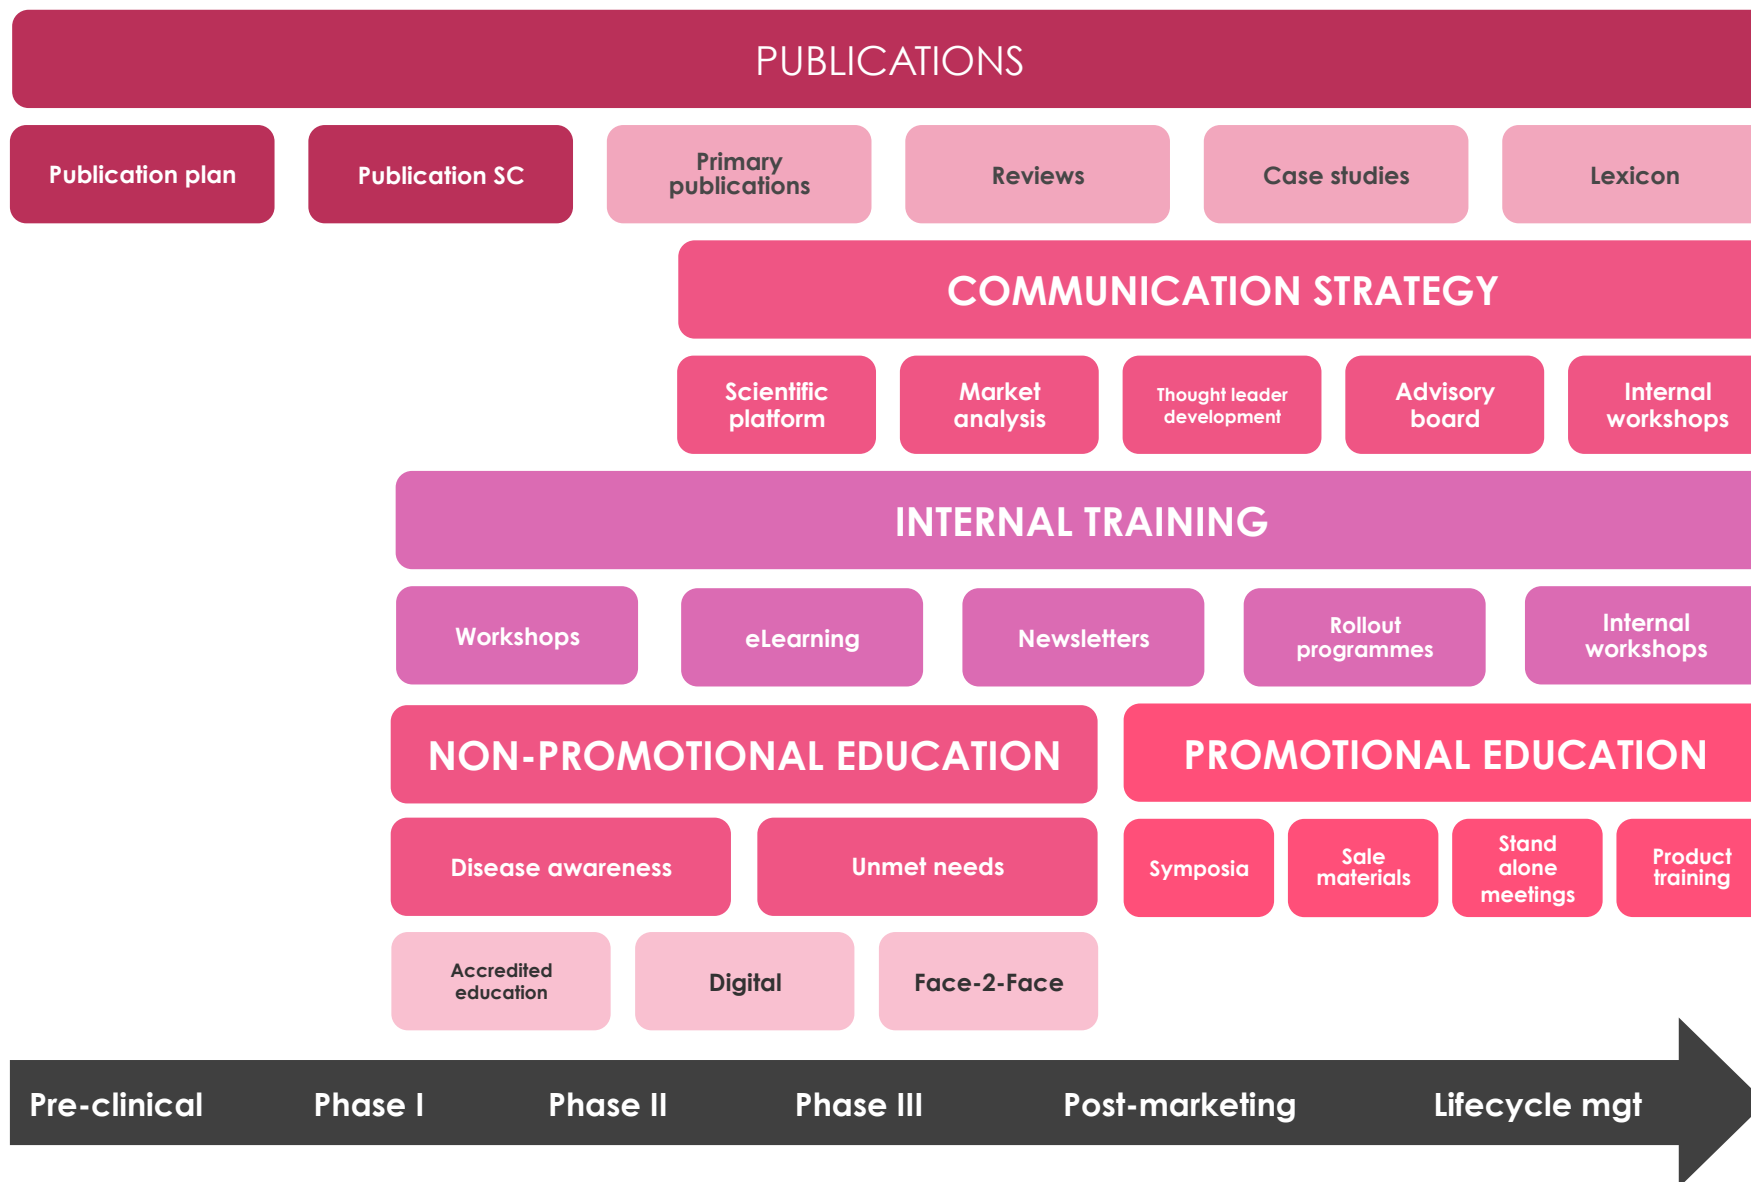 PUBLICATIONS
Publication plan
Publication SC
Primary
publications
Reviews
Case studies
Lexicon
COMMUNICATION STRATEGY
Scientific
platform
Market
analysis
Thought leader
development
Advisory
board
Internal
workshops
INTERNAL TRAINING
Workshops
eLearning
Newsletters
Rollout
programmes
Internal
workshops
NON-PROMOTIONAL EDUCATION
PROMOTIONAL EDUCATION
Disease awareness
Unmet needs
Symposia
Sale
materials
Stand
alone
meetings
Product
training
Accredited
education
Digital
Face-2-Face
Pre-clinical
Phase I
Phase II
Phase III
Post-marketing
Lifecycle mgt